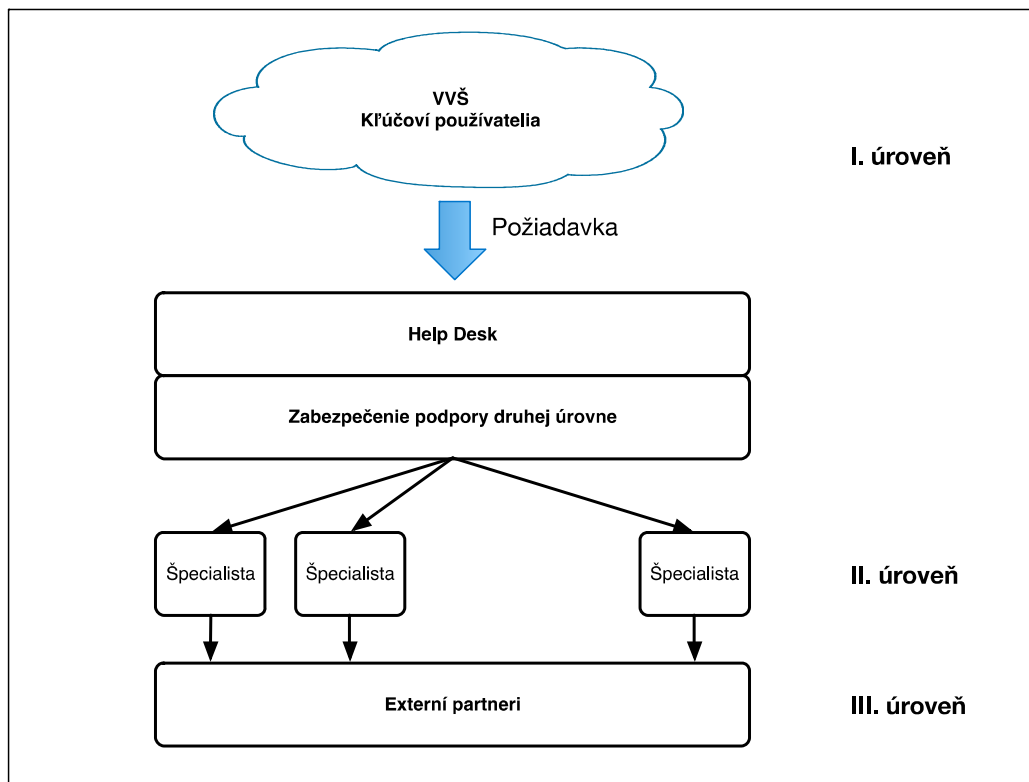 VVŠ
Kľúčoví používatelia
I. úroveň
Požiadavka
Help Desk
Zabezpečenie podpory druhej úrovne
Špecialista
Špecialista
Špecialista
II. úroveň
Externí partneri
III. úroveň